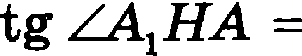 tg ∠A₁HA =